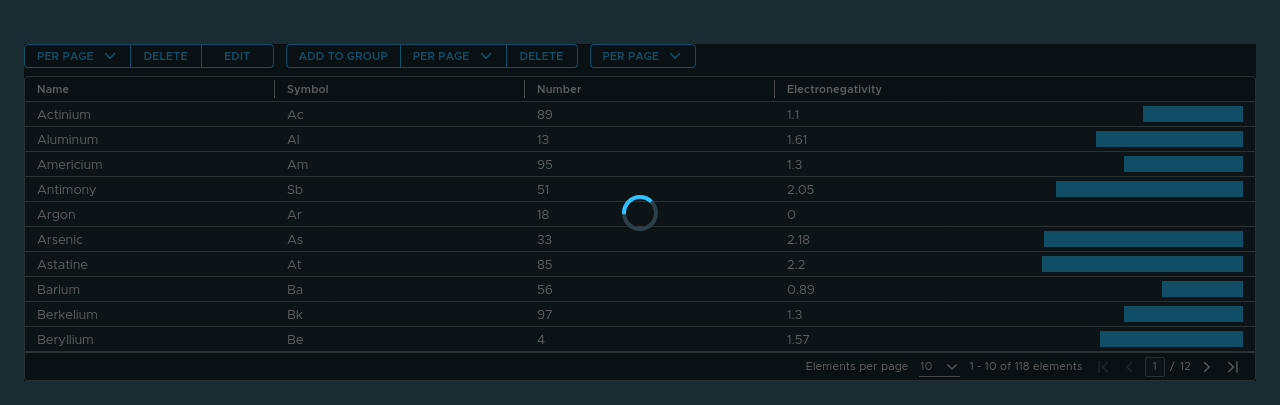 PER PAGE DELETE EDIT ADD TO GROUP PER PAGE DELETE PER PAGE
Name Symbol Number Electronegativity
Actinium Ac 89 1.1
Aluminum Al 13 1.61
Americium Am 95 1.3
Antimony Sb 51 2.05
Argon Ar 18 0
Arsenic As 33 2.18
Astatine At 85 2.2
Barium Ba 56 0.89
Berkelium Bk 97 1.3
Beryllium Be 4 1.57
Elements per page 10 1 - 10 of 118 elements 1 / 12